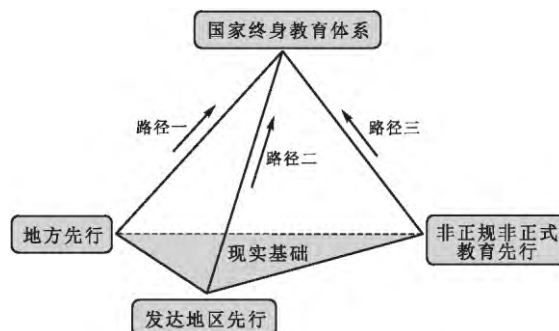 国家终身教育体系
路径一
路径二
路径三
地方先行
现实基础
非正规非正式
教育先行
发达地区先行